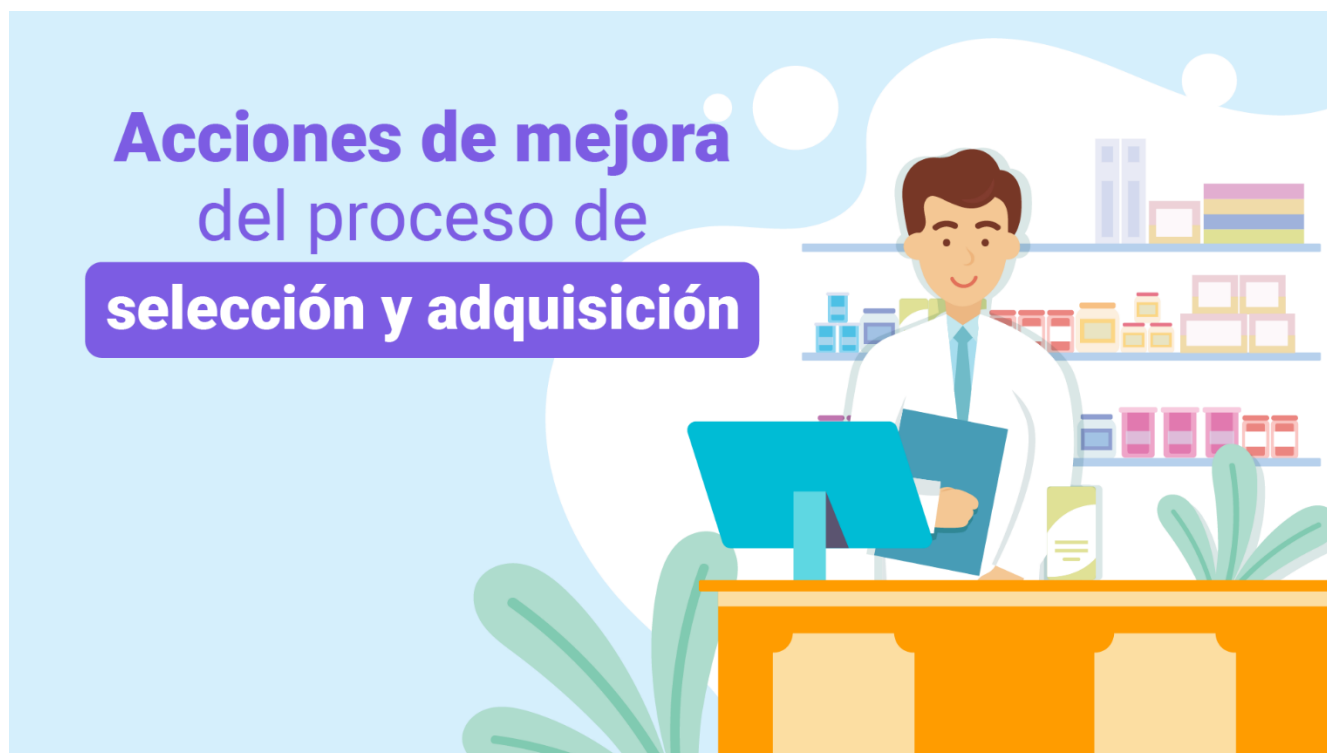 Acciones de mejora
del proceso de
selección y adquisición